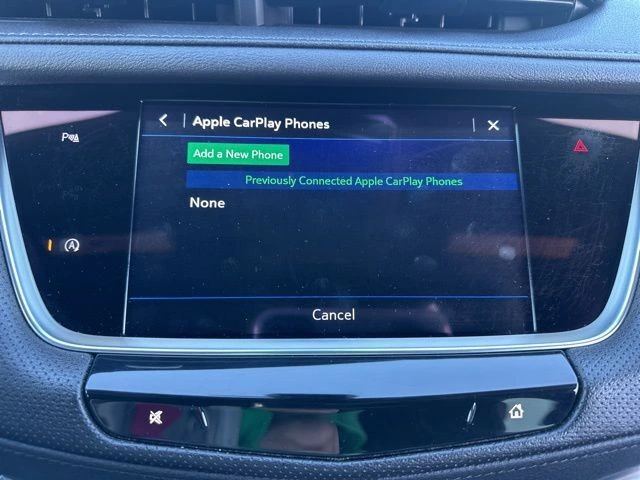 Apple CarPlay Phones
Add a New Phone
Previously Connected Apple CarPlay Phones
None
Cancel